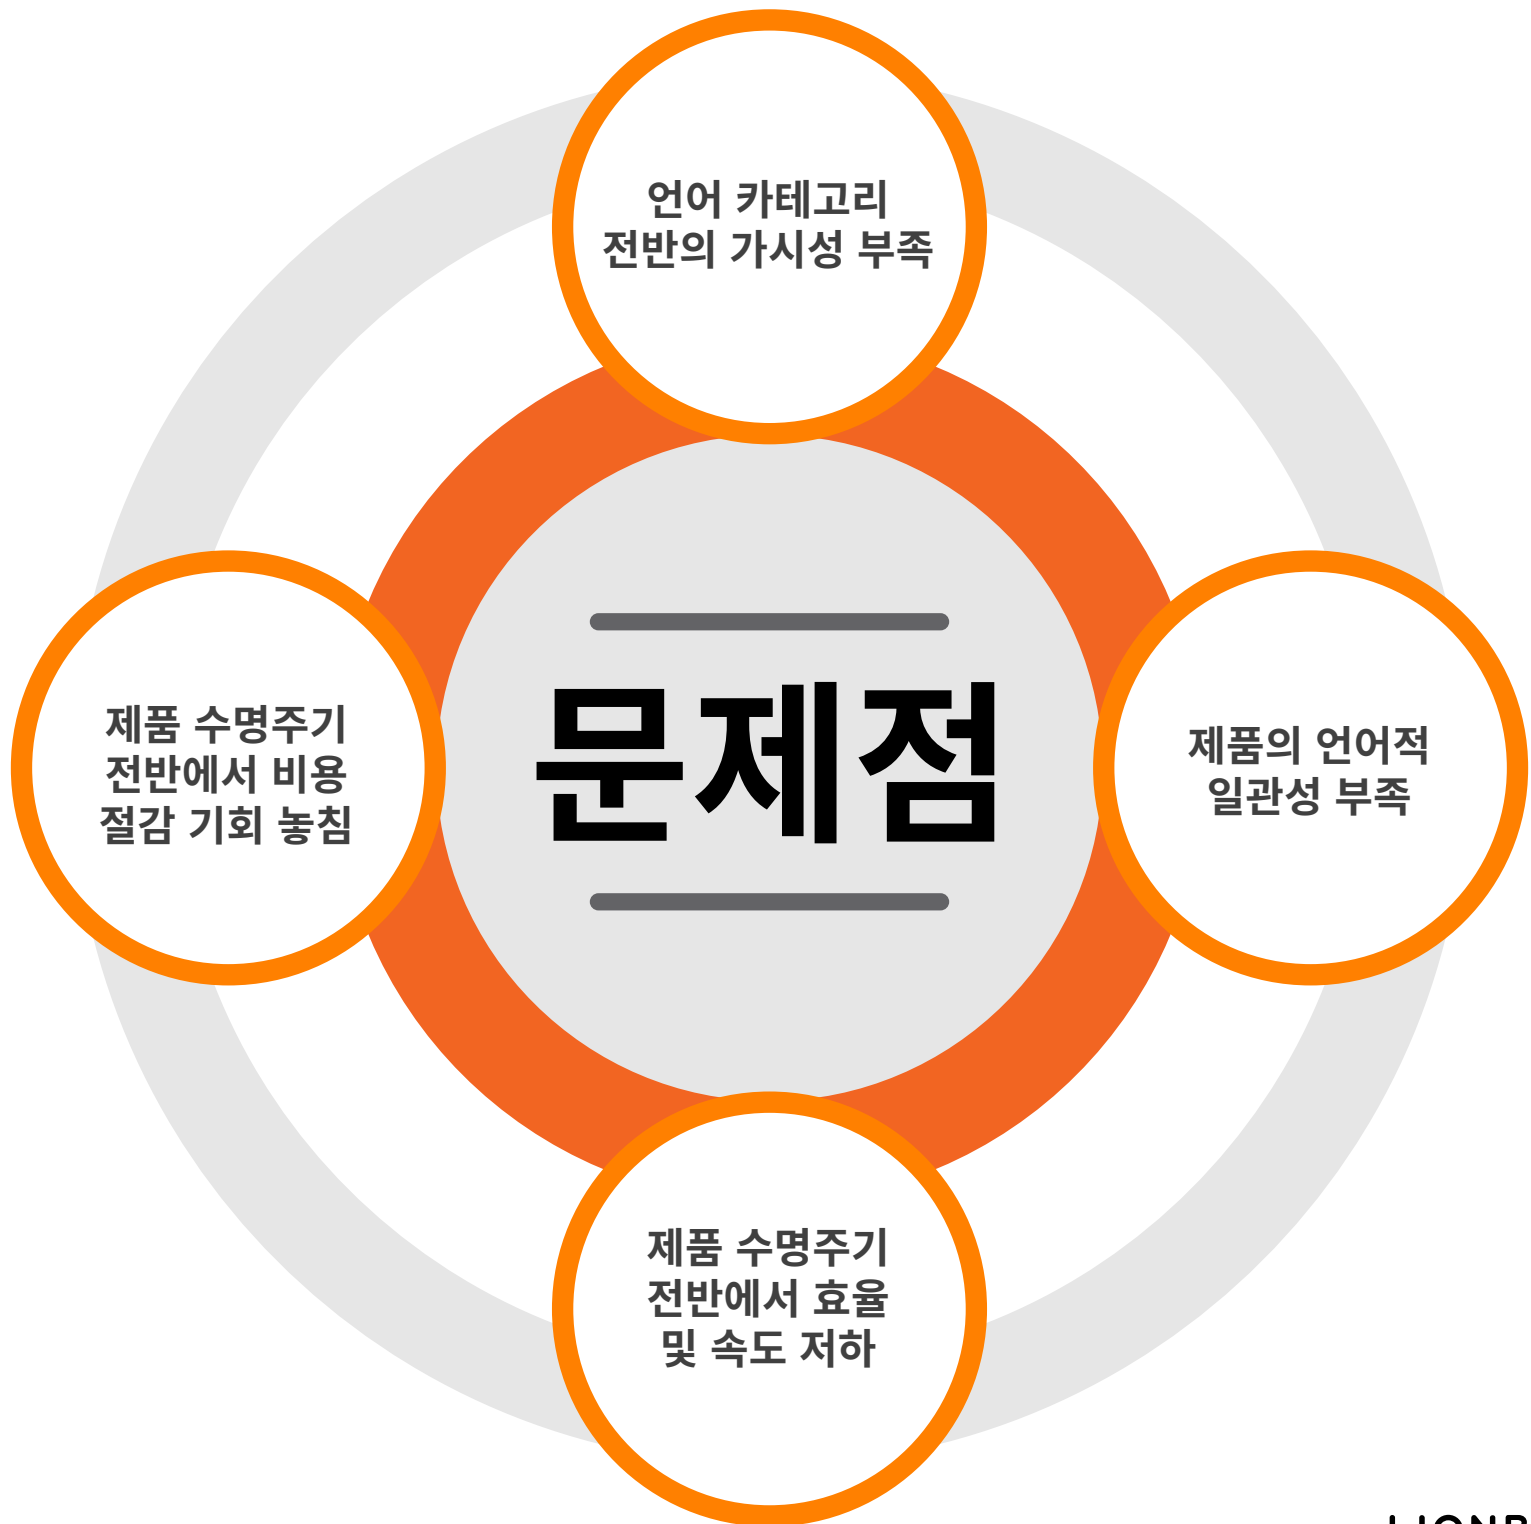 언어 카테고리
전반의 가시성 부족
제품 수명주기
전반에서 비용
절감 기회 놓침
문제점
제품의 언어적
일관성 부족
제품 수명주기
전반에서 효율
및 속도 저하